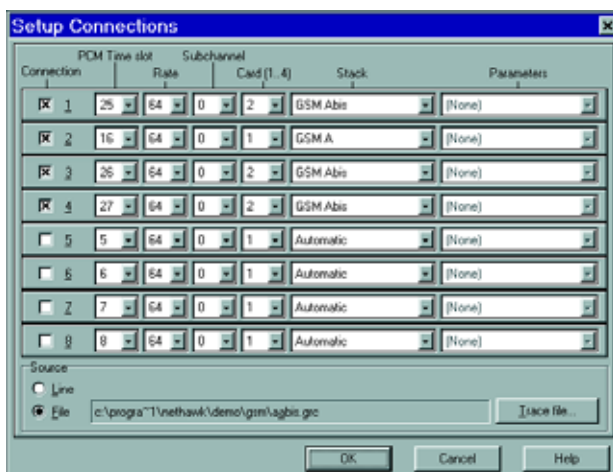 Setup Connections
PCM Time slot Subchannel
Connection Rate Card (1..4) Stack Parameters
1 25 64 0 2 GSM Abis (None)
2 16 64 0 1 GSM A (None)
3 26 64 0 2 GSM Abis (None)
4 27 64 0 2 GSM Abis (None)
5 5 64 0 1 Automatic (None)
6 6 64 0 1 Automatic (None)
7 7 64 0 1 Automatic (None)
8 8 64 0 1 Automatic (None)
Source
Line
File c:\progra~1\nethawk\demo\gsm\agbis.grc Trace file...
OK Cancel Help